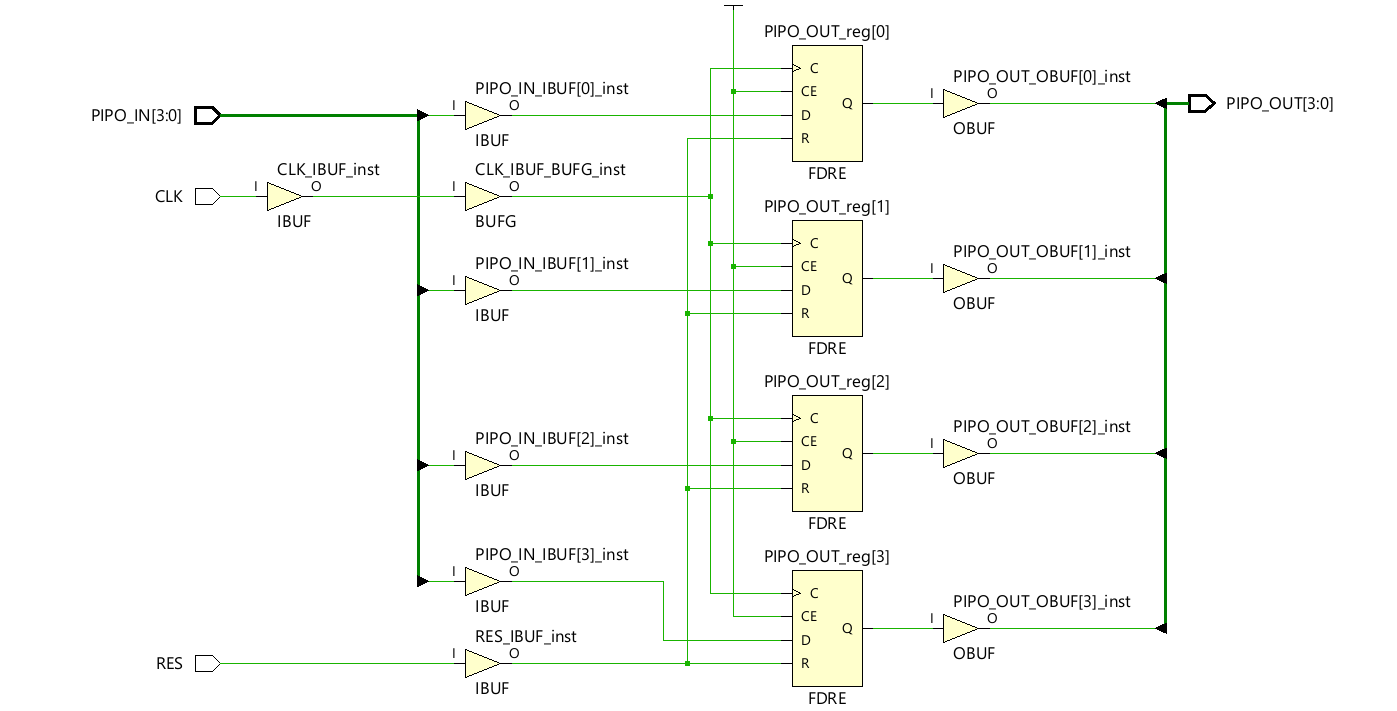 PIPO_OUT_reg[0]
PIPO_IN_IBUF[0]_inst
PIPO_OUT_OBUF[0]_inst
C
CE
D
R
Q
I
O
I
O
PIPO_IN[3:0]
PIPO_OUT[3:0]
IBUF
OBUF
FDRE
CLK_IBUF_inst
CLK_IBUF_BUFG_inst
I
O
I
O
CLK
IBUF
BUFG
PIPO_OUT_reg[1]
PIPO_IN_IBUF[1]_inst
PIPO_OUT_OBUF[1]_inst
C
CE
D
R
Q
I
O
I
O
IBUF
OBUF
FDRE
PIPO_OUT_reg[2]
PIPO_IN_IBUF[2]_inst
PIPO_OUT_OBUF[2]_inst
C
CE
D
R
Q
I
O
I
O
IBUF
OBUF
FDRE
PIPO_OUT_reg[3]
PIPO_IN_IBUF[3]_inst
PIPO_OUT_OBUF[3]_inst
C
CE
D
R
Q
I
O
I
O
IBUF
OBUF
RES_IBUF_inst
I
O
RES
IBUF
FDRE